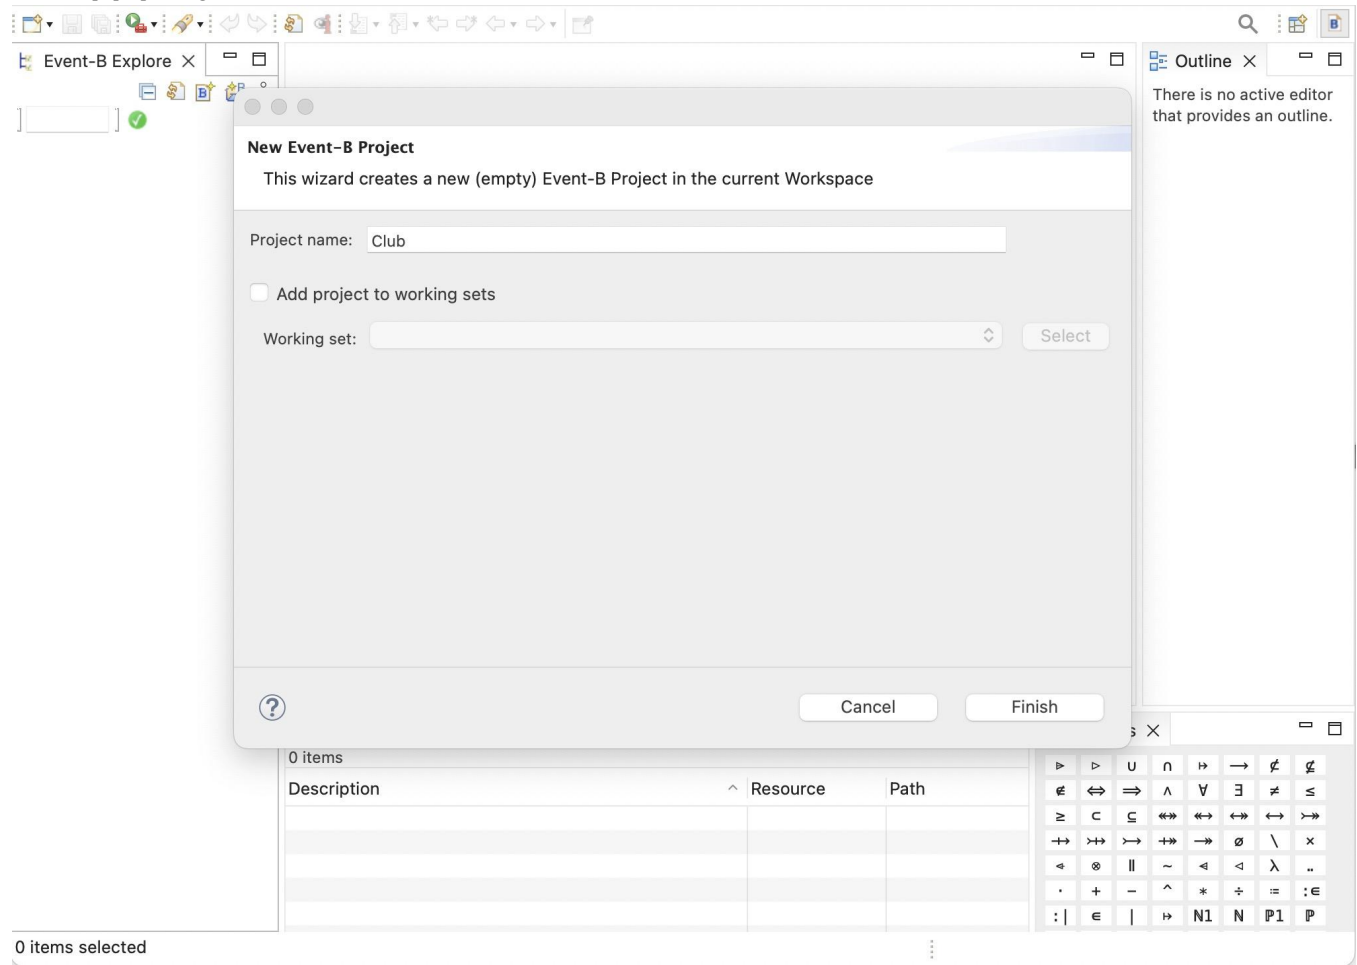 Event-B Explore
Outline
There is no active editor
that provides an outline.
New Event-B Project
This wizard creates a new (empty) Event-B Project in the current Workspace
Project name: Club
Add project to working sets
Working set:
Select
?
Cancel
Finish
s
0 items
Description
Resource
Path
⩥ ▷ ∪ ∩ ↦ → ⊄ ⊈
∉ ⇔ ⇒ ∧ ∀ ∃ ≠ ≤
≥ ⊂ ⊆ ↔ ↠
⇸ ⤔ ↣ ⤀ ↠ ∅ \ ×
⊗ ∥ ∼ ⩤ ◁ λ ‥
· + − ^ ∗ ÷ ≔ :∈
:∣ ∈ ∣ ↦ ℕ1 ℕ ℙ1 ℙ
0 items selected